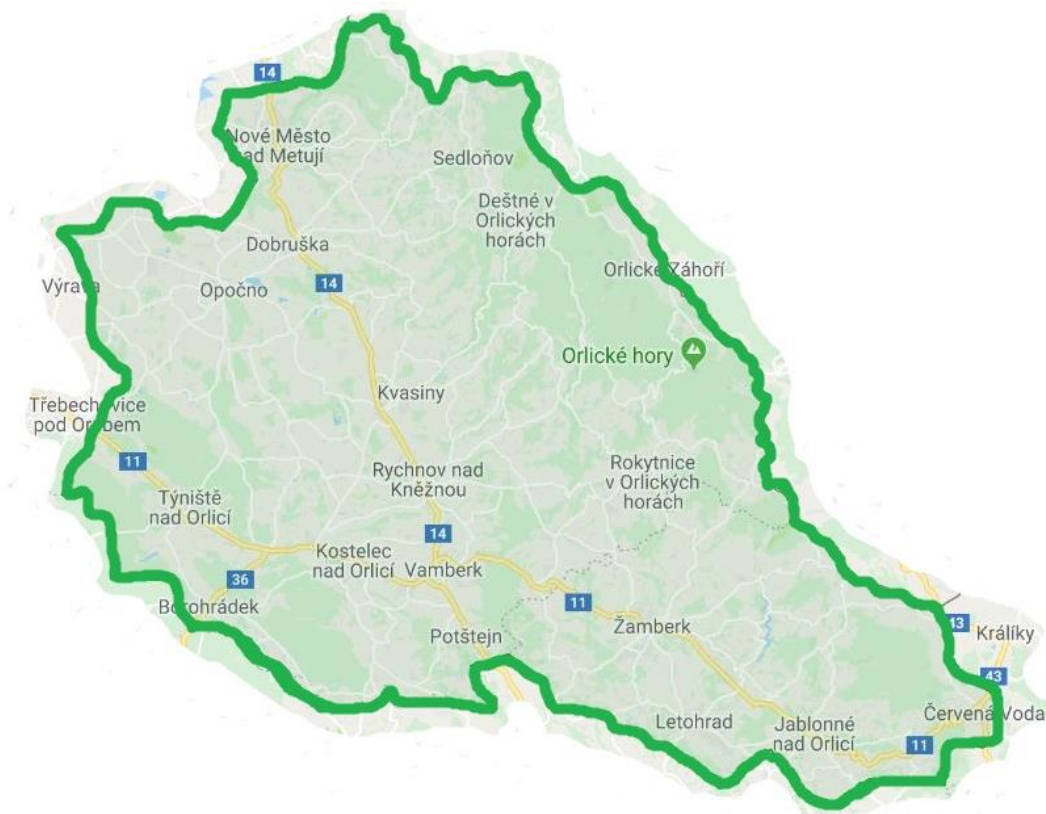 14
Nové Město
nad Metují
Sedloňov
Deštné v
Orlických
horách
Dobruška
Orlické Záhoří
Výrava
Opočno
14
Orlické hory
Kvasiny
Třebechovice
pod Orebem
11
Rychnov nad
Kněžnou
Rokytnice
v Orlických
horách
Týniště
nad Orlicí
14
Kostelec
nad Orlicí
Vamberk
36
Borohrádek
11
Žamberk
43
Králíky
Potštejn
43
Letohrad
Jablonné
nad Orlicí
Červená Voda
11